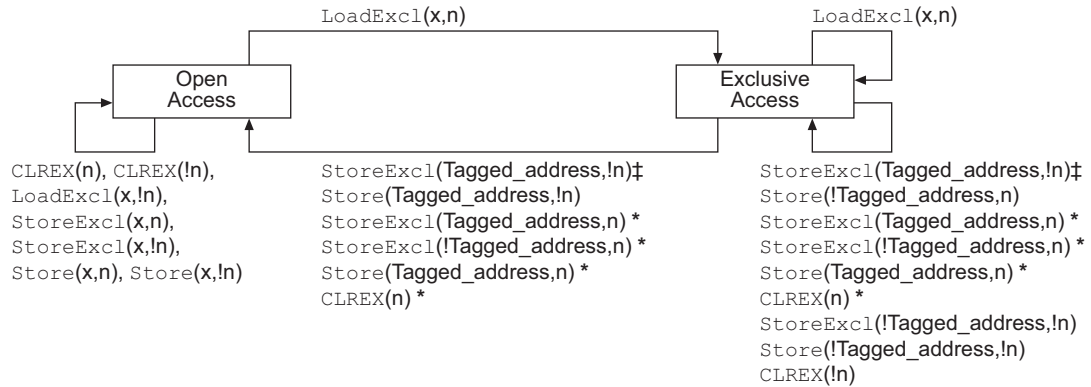 LoadExcl(x,n)
LoadExcl(x,n)
Open
Access
Exclusive
Access
CLREX(n), CLREX(!n),
LoadExcl(x,!n),
StoreExcl(x,n),
StoreExcl(x,!n),
Store(x,n), Store(x,!n)
StoreExcl(Tagged_address,!n)‡
Store(Tagged_address,!n)
StoreExcl(Tagged_address,n) *
StoreExcl(!Tagged_address,n) *
Store(Tagged_address,n) *
CLREX(n) *
StoreExcl(Tagged_address,!n)‡
Store(!Tagged_address,n)
StoreExcl(Tagged_address,n) *
StoreExcl(!Tagged_address,n) *
Store(Tagged_address,n) *
CLREX(n) *
StoreExcl(!Tagged_address,!n)
Store(!Tagged_address,!n)
CLREX(!n)